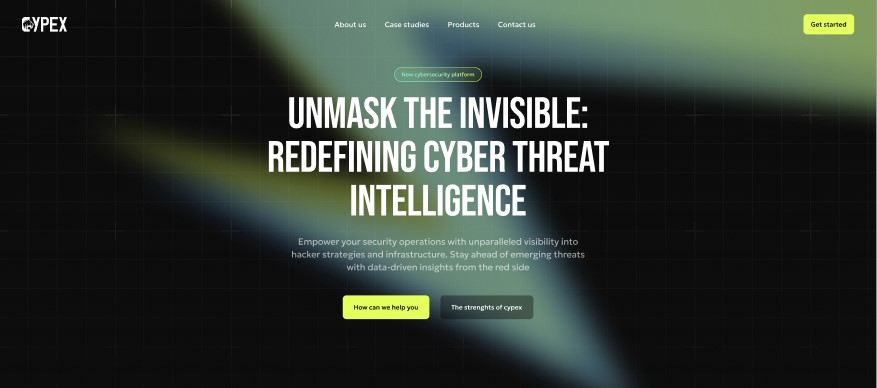 CYPEX
About us
Case studies
Products
Contact us
Get started
New cybersecurity platform
UNMASK THE INVISIBLE:
REDEFINING CYBER THREAT
INTELLIGENCE
Empower your security operations with unparalleled visibility into
hacker strategies and infrastructure. Stay ahead of emerging threats
with data-driven insights from the red side
How can we help you
The strenghts of cypex